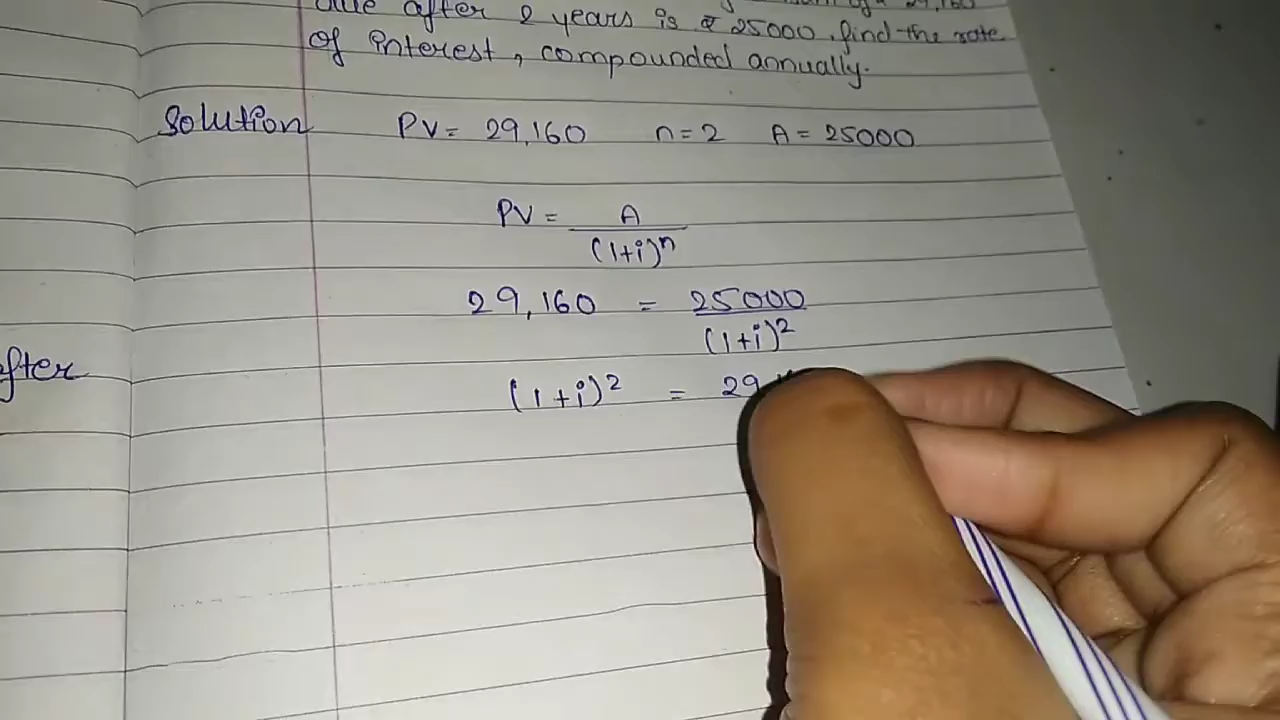 due after 2 years is ₹ 25000, find the rate
of interest, compounded annually.
Solution PV = 29,160 n=2 A = 25000
PV = A
(1+i)^n
29,160 = 25000
(1+i)^2
after
(1+i)^2 = 29